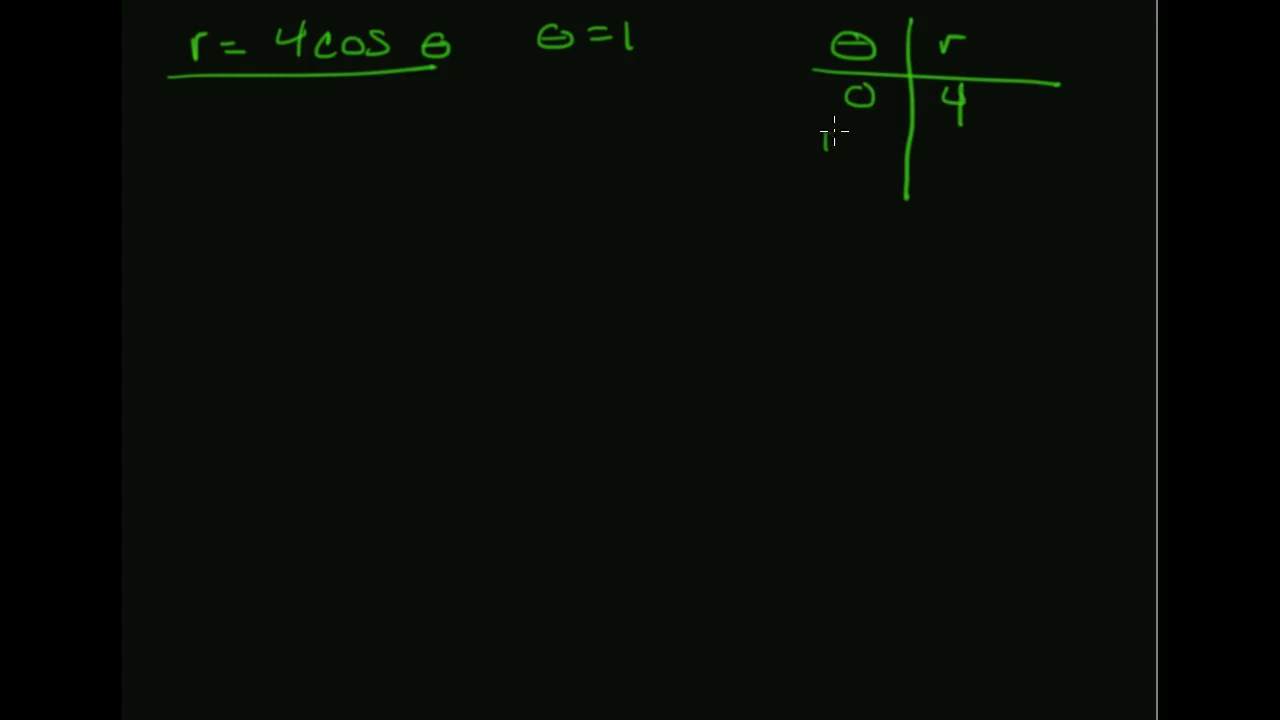 r = 4cos θ θ = 1
θ r
0 4